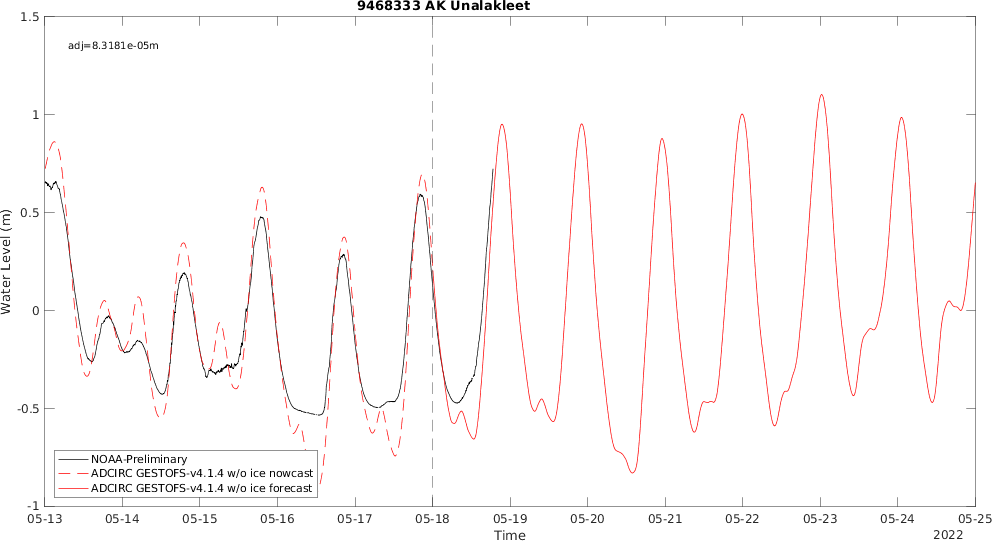 9468333 AK Unalakleet
adj=8.3181e-05m
1.5
1
0.5
0
-0.5
-1
Water Level (m)
NOAA-Preliminary
ADCIRC GESTOFS-v4.1.4 w/o ice nowcast
ADCIRC GESTOFS-v4.1.4 w/o ice forecast
05-13 05-14 05-15 05-16 05-17 05-18 05-19 05-20 05-21 05-22 05-23 05-24 05-25
Time
2022